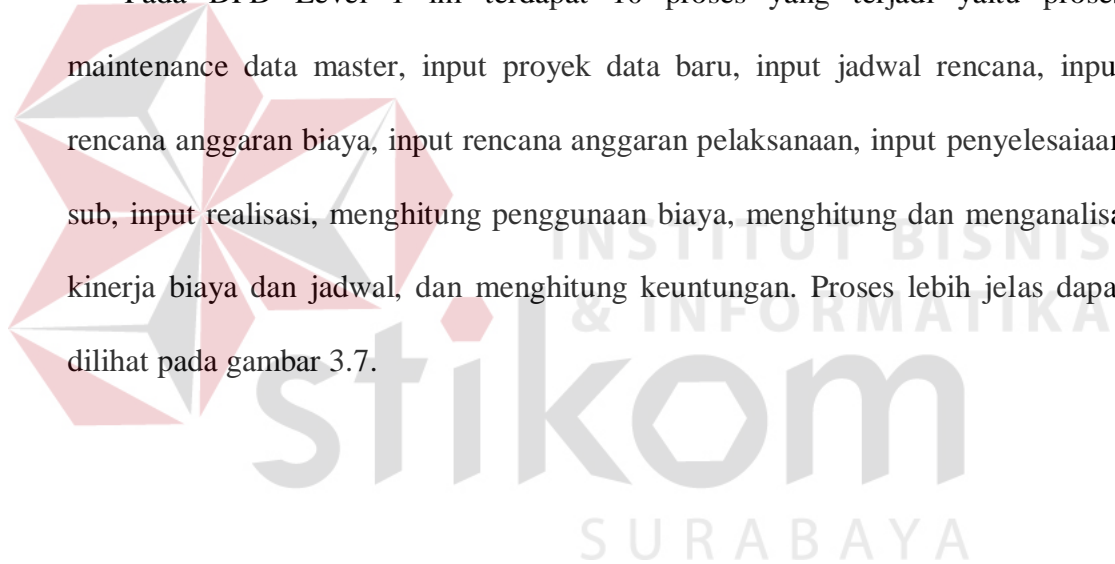 Pada DFD Level 1 ini terdapat 10 proses yang terjadi yaitu proses
maintenance data master, input proyek data baru, input jadwal rencana, inpu
rencana anggaran biaya, input rencana anggaran pelaksanaan, input penyelesaiaan
sub, input realisasi, menghitung penggunaan biaya, menghitung dan menganalisa
kinerja biaya dan jadwal, dan menghitung keuntungan. Proses lebih jelas dapa
dilihat pada gambar 3.7.
INSTITUT BISNIS
& INFORMATIKA
stikom
SURABAYA